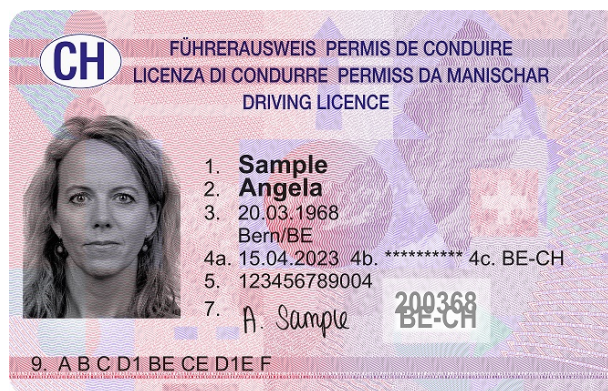 CH
FÜHRERAUSWEIS PERMIS DE CONDUIRE
LICENZA DI CONDURRE PERMISS DA MANISCHAR
DRIVING LICENCE
1. Sample
2. Angela
3. 20.03.1968
Bern/BE
4a. 15.04.2023 4b. ********** 4c. BE-CH
5. 123456789004
7. A. Sample
200368
BE-CH
9. A B C D1 BE CE D1E F